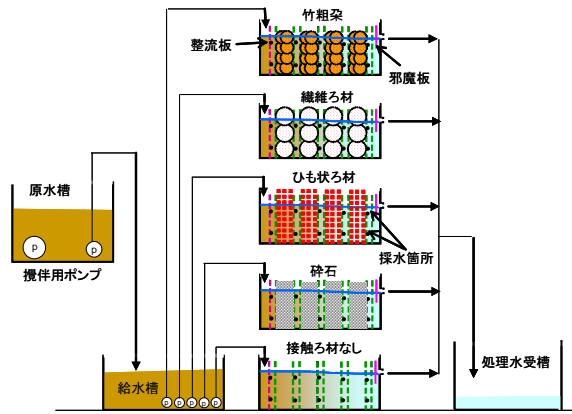 竹粗朶
整流板
邪魔板
繊維ろ材
原水槽
P
P
攪伴用ポンプ
ひも状ろ材
採水箇所
砕石
接触ろ材なし
給水槽
P
P
P
P
P
処理水受槽